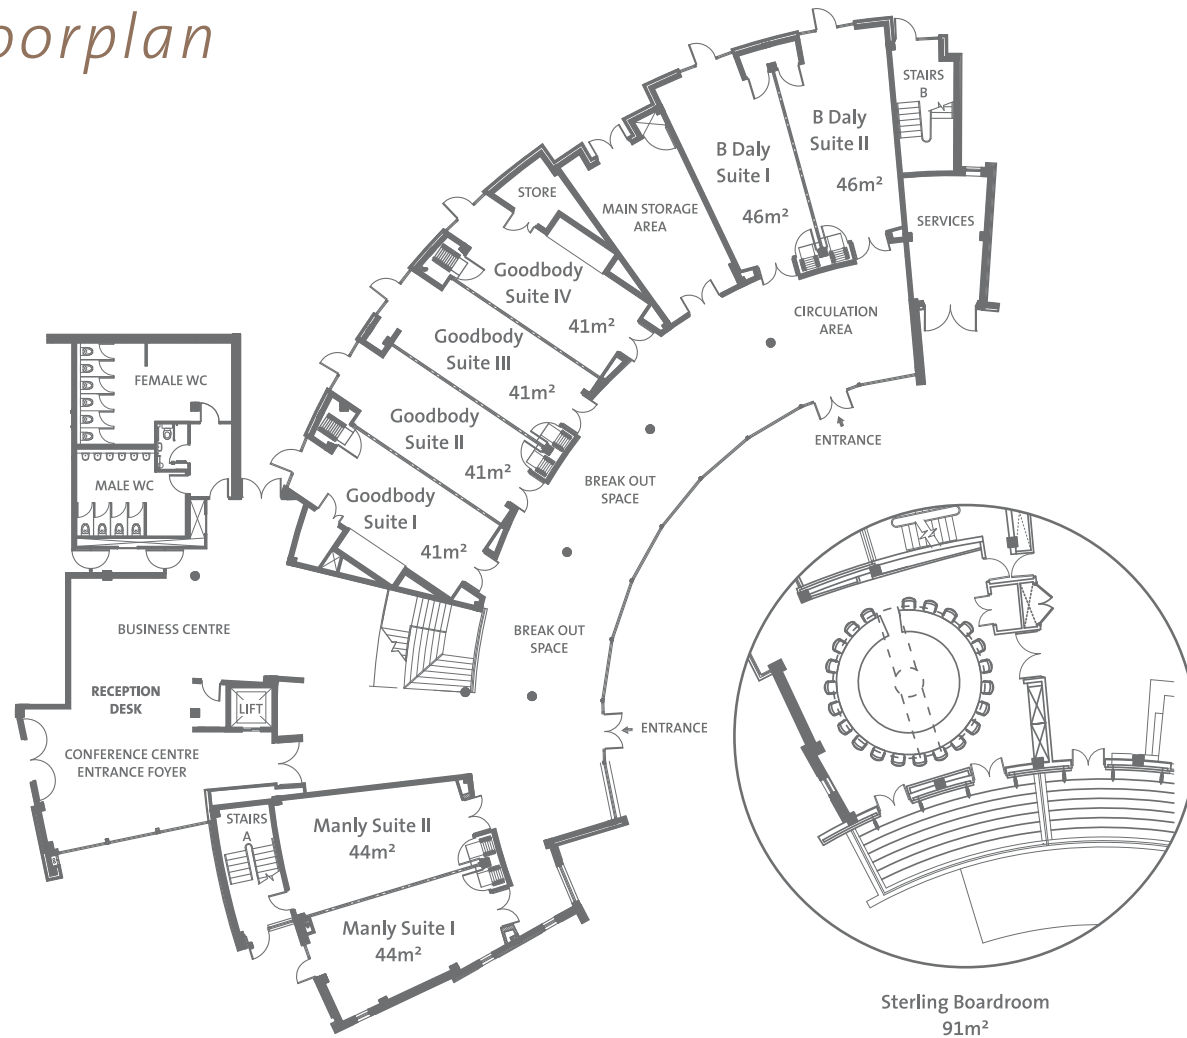 oorplan
STAIRS
B
B Daly
Suite II
46m²
B Daly
Suite I
46m²
STORE
MAIN STORAGE
AREA
SERVICES
Goodbody
Suite IV
41m²
CIRCULATION
AREA
Goodbody
Suite III
41m²
FEMALE WC
Goodbody
Suite II
41m²
ENTRANCE
MALE WC
BREAK OUT
SPACE
Goodbody
Suite I
41m²
BUSINESS CENTRE
BREAK OUT
SPACE
RECEPTION
DESK
LIFT
ENTRANCE
CONFERENCE CENTRE
ENTRANCE FOYER
STAIRS
A
Manly Suite II
44m²
Manly Suite I
44m²
Sterling Boardroom
91m²